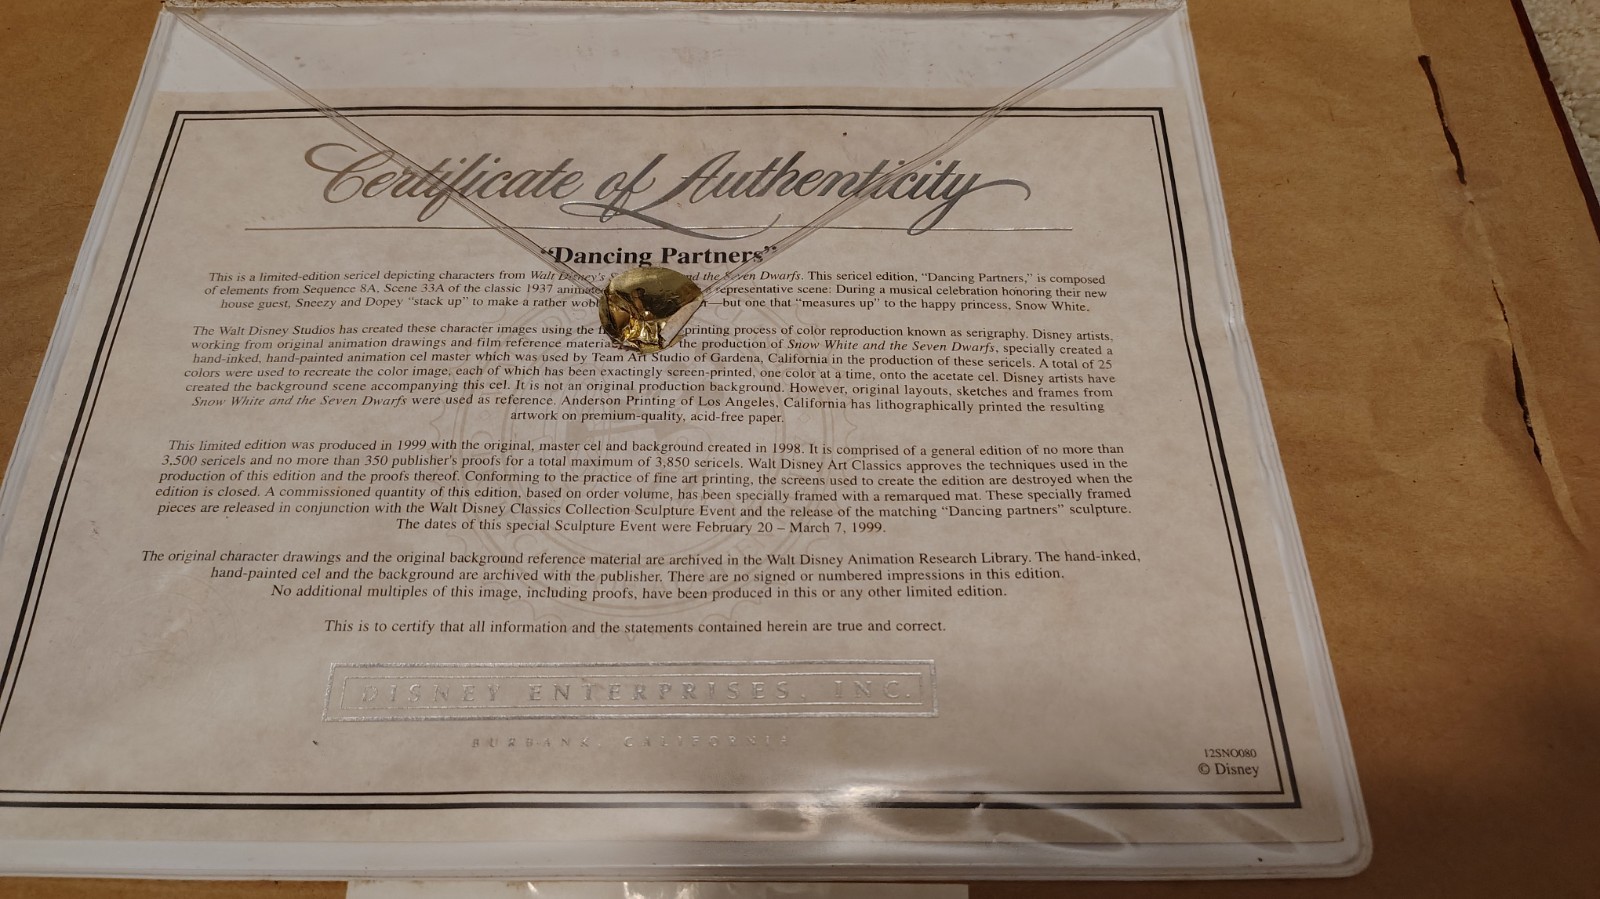 Certificate of Authenticity
“Dancing Partners”
This is a limited-edition sericel depicting characters from Walt Disney's and the Seven Dwarfs. This sericel edition, “Dancing Partners,” is composed
of elements from Sequence 8A, Scene 33A of the classic 1937 representative scene: During a musical celebration honoring their new
house guest, Sneezy and Dopey “stack up” to make a rather —but one that “measures up” to the happy princess, Snow White.
The Walt Disney Studios has created these character images using the printing process of color reproduction known as serigraphy. Disney artists,
working from original animation drawings and film reference the production of Snow White and the Seven Dwarfs, specially created a
hand-inked, hand-painted animation cel master which was used by Team Art Studio of Gardena, California in the production of these sericels. A total of 25
colors were used to recreate the color image, each of which has been exactingly screen-printed, one color at a time, onto the acetate cel. Disney artists have
created the background scene accompanying this cel. It is not an original production background. However, original layouts, sketches and frames from
Snow White and the Seven Dwarfs were used as reference. Anderson Printing of Los Angeles, California has lithographically printed the resulting
artwork on premium-quality, acid-free paper.
This limited edition was produced in 1999 with the original, master cel and background created in 1998. It is comprised of a general edition of no more than
3,500 sericels and no more than 350 publisher's proofs for a total maximum of 3,850 sericels. Walt Disney Art Classics approves the techniques used in the
production of this edition and the proofs thereof. Conforming to the practice of fine art printing, the screens used to create the edition are destroyed when the
edition is closed. A commissioned quantity of this edition, based on order volume, has been specially framed with a remarqued mat. These specially framed
pieces are released in conjunction with the Walt Disney Classics Collection Sculpture Event and the release of the matching “Dancing partners” sculpture.
The dates of this special Sculpture Event were February 20 – March 7, 1999.
The original character drawings and the original background reference material are archived in the Walt Disney Animation Research Library. The hand-inked,
hand-painted cel and the background are archived with the publisher. There are no signed or numbered impressions in this edition.
No additional multiples of this image, including proofs, have been produced in this or any other limited edition.
This is to certify that all information and the statements contained herein are true and correct.
DISNEY ENTERPRISES, INC.
BURBANK, CALIFORNIA
12SNO080
© Disney